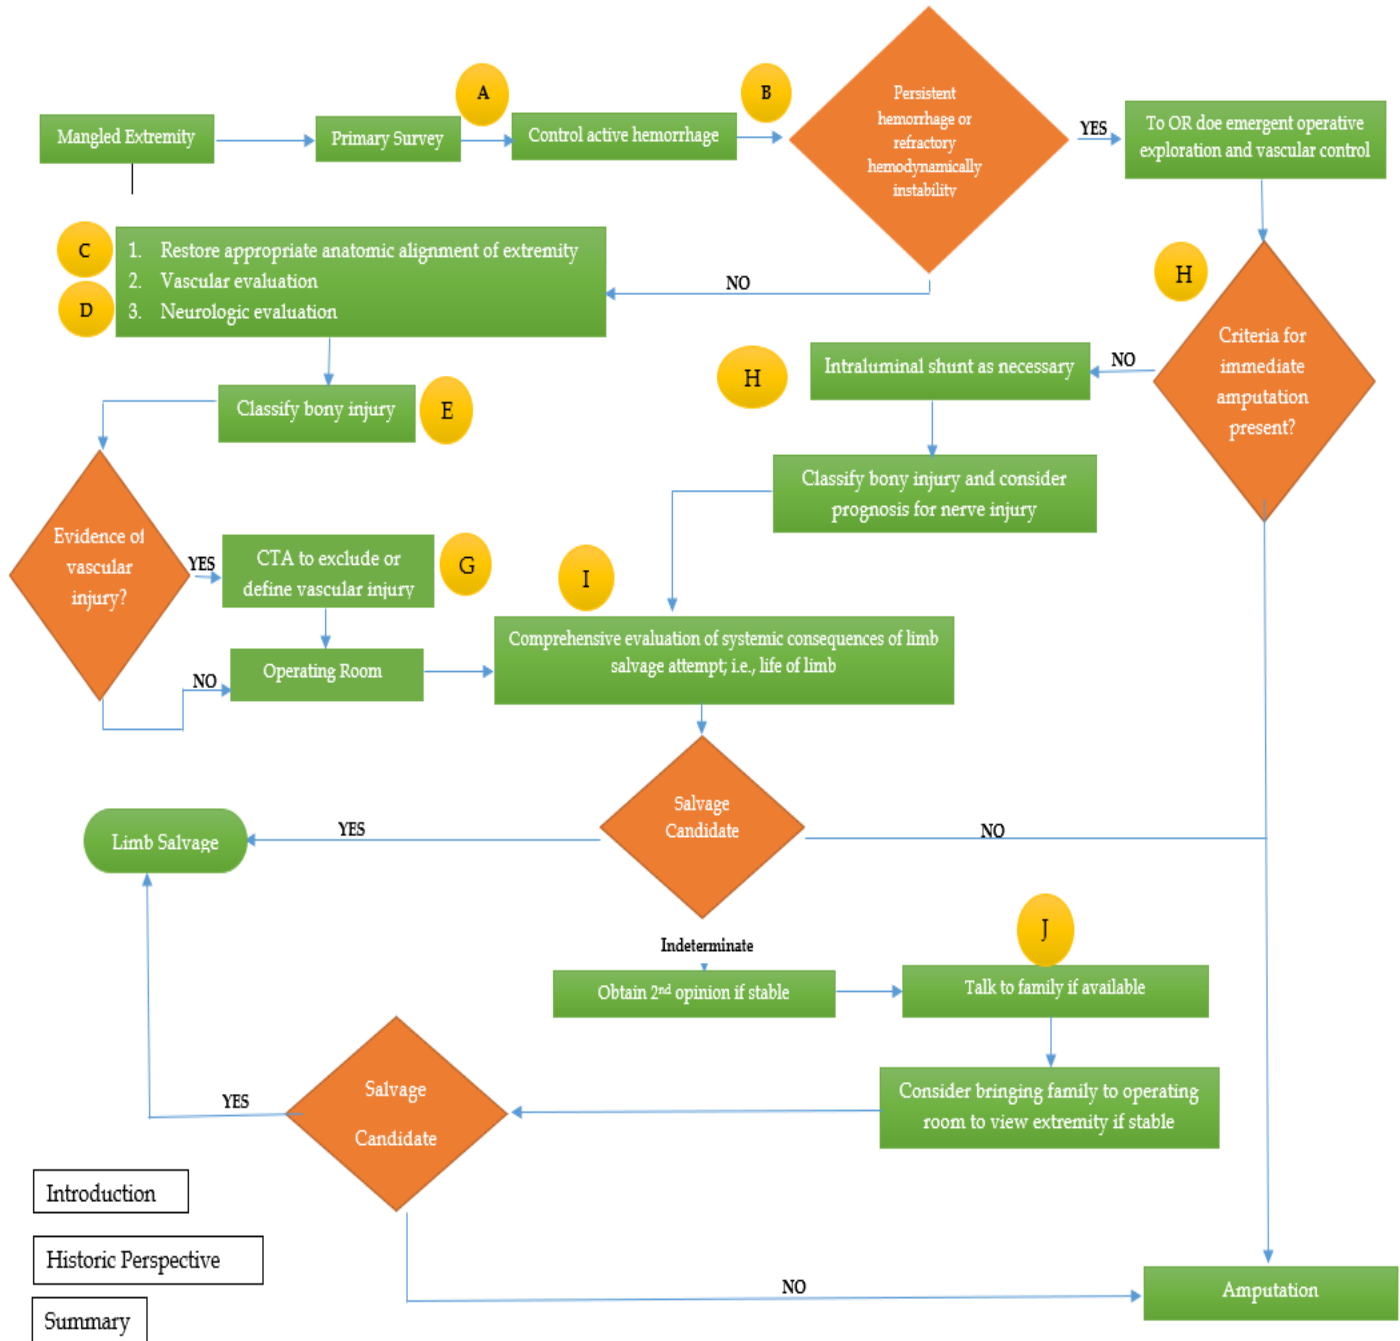 Mangled Extremity
Primary Survey
A
Control active hemorrhage
B
Persistent
hemorrhage or
refractory
hemodynamically
instability
YES
To OR doe emergent operative
exploration and vascular control
C
D
1. Restore appropriate anatomic alignment of extremity
2. Vascular evaluation
3. Neurologic evaluation
NO
H
Criteria for
immediate
amputation
present?
NO
Intraluminal shunt as necessary
H
Classify bony injury
E
Classify bony injury and consider
prognosis for nerve injury
Evidence of
vascular
injury?
YES
CTA to exclude or
define vascular injury
G
I
NO
Operating Room
Comprehensive evaluation of systemic consequences of limb
salvage attempt; i.e., life of limb
Salvage
Candidate
YES
Limb Salvage
NO
Indeterminate
Obtain 2nd opinion if stable
J
Talk to family if available
Consider bringing family to operating
room to view extremity if stable
Salvage
Candidate
YES
NO
Amputation
Introduction
Historic Perspective
Summary